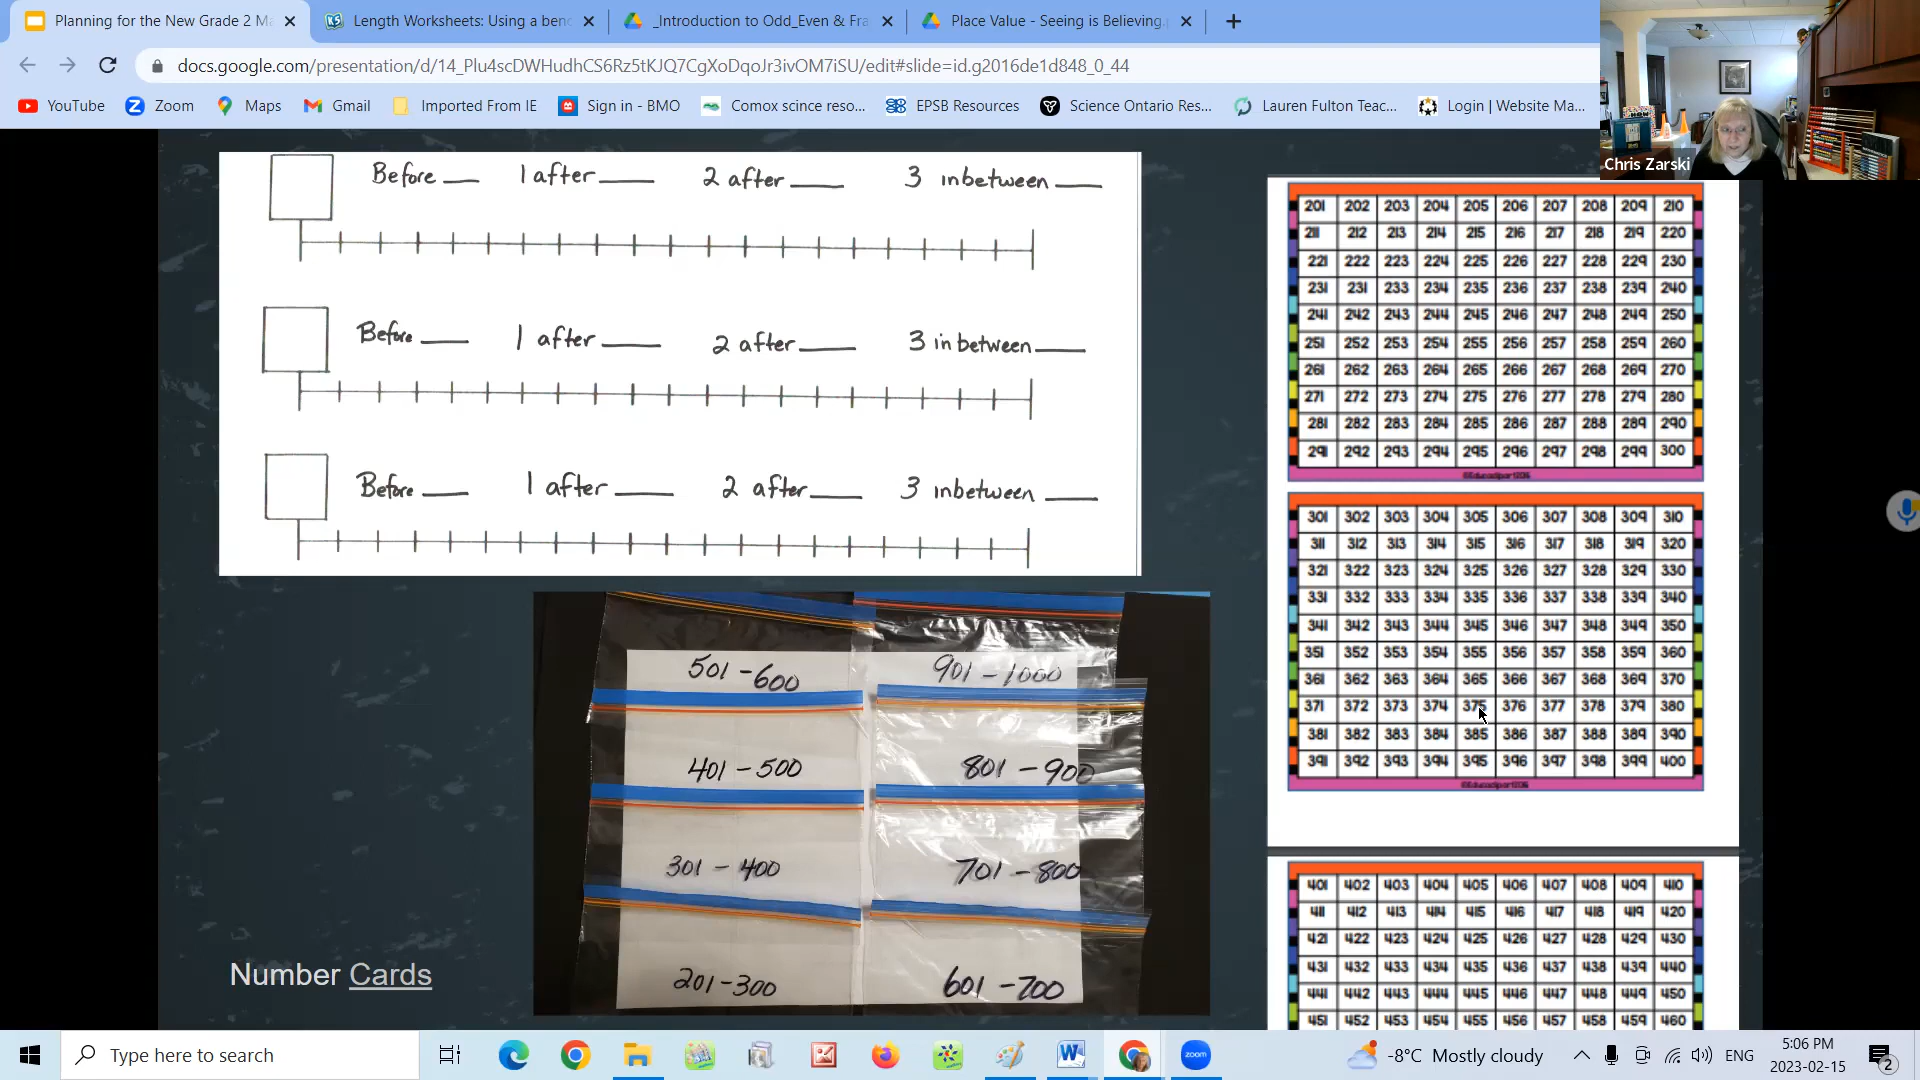 Planning for the New Grade 2 Ma
Length Worksheets: Using a ben
_Introduction to Odd_Even & Fra
Place Value - Seeing is Believing.p
docs.google.com/presentation/d/14_Plu4scDWHudhCS6Rz5tKJQ7CgXoDqoJr3ivOM7iSU/edit#slide=id.g2016de1d848_0_44
YouTube Zoom Maps Gmail Imported From IE Sign in - BMO Comox scince reso... EPSB Resources Science Ontario Res... Lauren Fulton Teac... Login | Website Ma...
Chris Zarski
Before ___ 1 after ___ 2 after ___ 3 inbetween ___
Before ___ 1 after ___ 2 after ___ 3 inbetween ___
Before ___ 1 after ___ 2 after ___ 3 inbetween ___
501 - 600 901 - 1000
401 - 500 801 - 900
301 - 400 701 - 800
201 - 300 601 - 700
Number Cards
201 202 203 204 205 206 207 208 209 210
211 212 213 214 215 216 217 218 219 220
221 222 223 224 225 226 227 228 229 230
231 231 233 234 235 236 237 238 239 240
241 242 243 244 245 246 247 248 249 250
251 252 253 254 255 256 257 258 259 260
261 262 263 264 265 266 267 268 269 270
271 272 273 274 275 276 277 278 279 280
281 282 283 284 285 286 287 288 289 290
291 292 293 294 295 296 297 298 299 300
301 302 303 304 305 306 307 308 309 310
311 312 313 314 315 316 317 318 319 320
321 322 323 324 325 326 327 328 329 330
331 332 333 334 335 336 337 338 339 340
341 342 343 344 345 346 347 348 349 350
351 352 353 354 355 356 357 358 359 360
361 362 363 364 365 366 367 368 369 370
371 372 373 374 375 376 377 378 379 380
381 382 383 384 385 386 387 388 389 390
391 392 393 394 395 396 397 398 399 400
401 402 403 404 405 406 407 408 409 410
411 412 413 414 415 416 417 418 419 420
421 422 423 424 425 426 427 428 429 430
431 432 433 434 435 436 437 438 439 440
441 442 443 444 445 446 447 448 449 450
451 452 453 454 455 456 457 458 459 460
Type here to search
zoom
-8°C Mostly cloudy
ENG
5:06 PM
2023-02-15
2